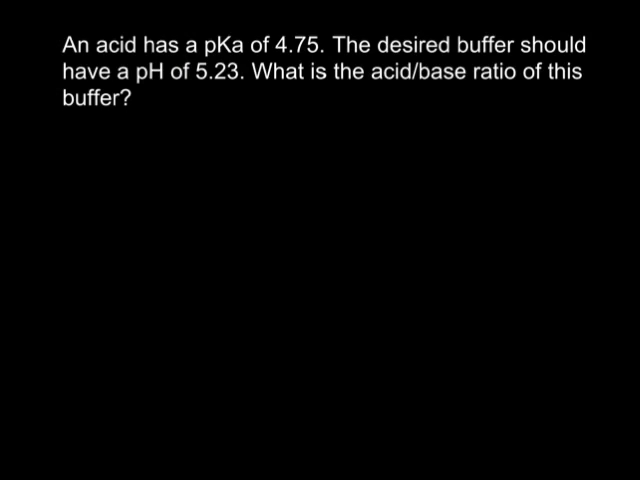 An acid has a pKa of 4.75. The desired buffer should
have a pH of 5.23. What is the acid/base ratio of this
buffer?